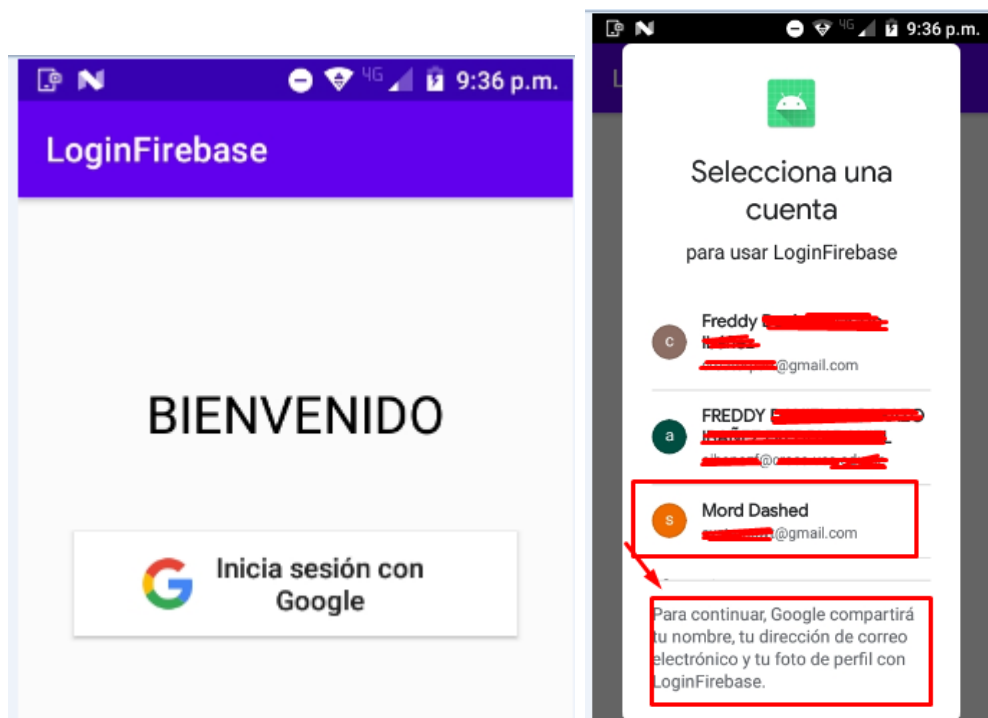 9:36 p.m.
LoginFirebase
BIENVENIDO
Inicia sesión con
Google
4G 9:36 p.m.
Selecciona una
cuenta
para usar LoginFirebase
c
Freddy
@gmail.com
a
FREDDY
s
Mord Dashed
@gmail.com
Para continuar, Google compartirá
tu nombre, tu dirección de correo
electrónico y tu foto de perfil con
LoginFirebase.